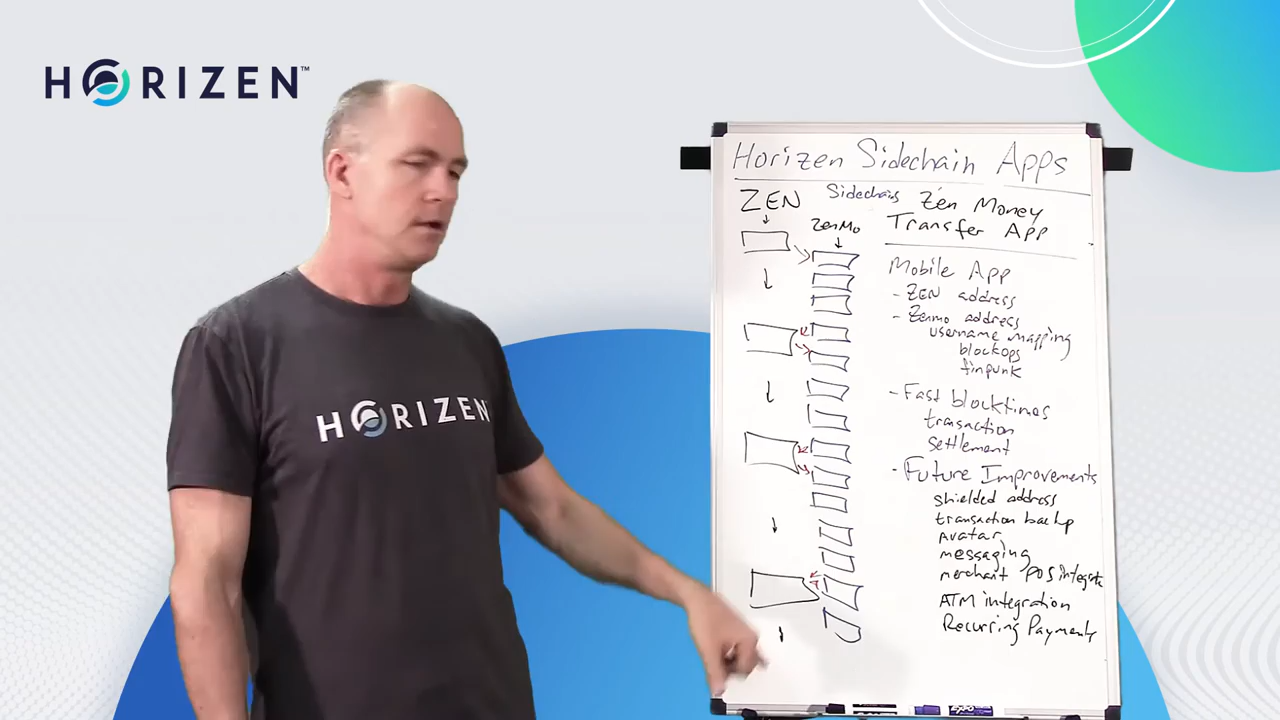 HORIZEN™
HORIZEN
Horizen Sidechain Apps
ZEN
Sidechains
ZenMo
Zen Money
Transfer App
Mobile App
- ZEN address
- Zenmo address
username mapping
blockops
finpunk
- Fast blocktimes
transaction
settlement
- Future Improvements
shielded address
transaction backup
Avatar
messaging
merchant POS integrate
ATM integration
Recurring Payments
EXPO